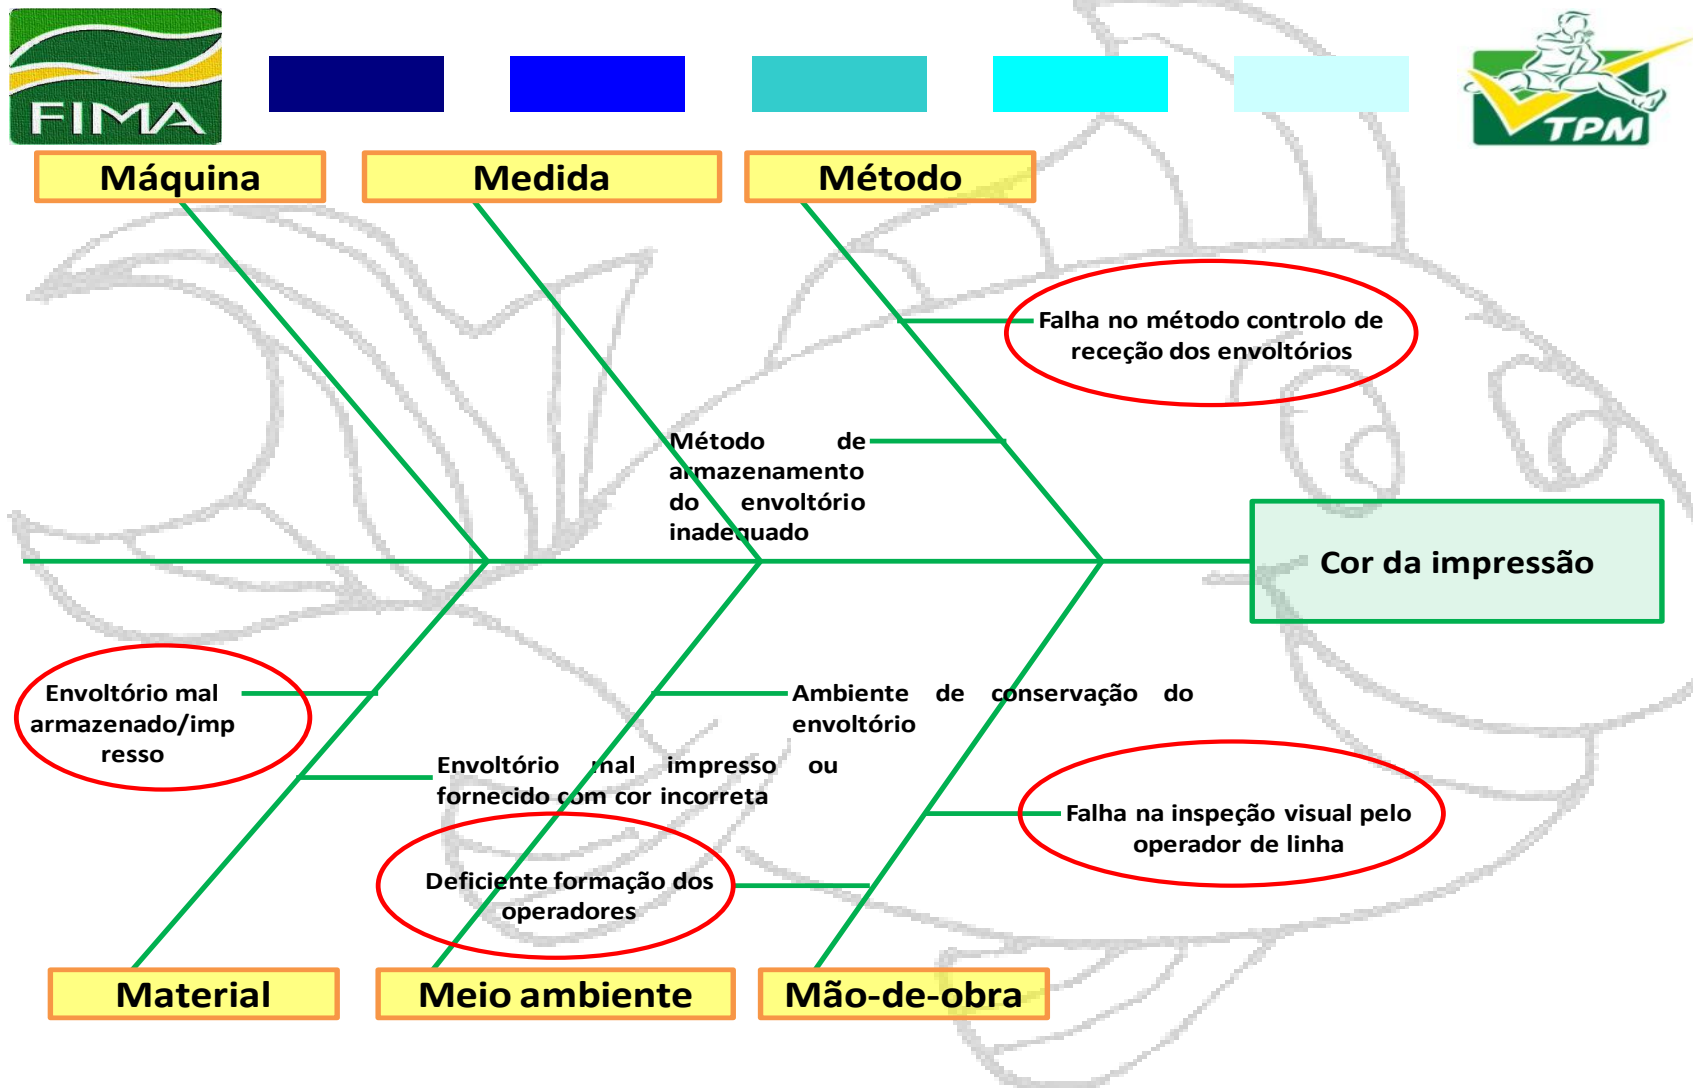 FIMA
TPM
Máquina
Medida
Método
Falha no método controlo de
receção dos envoltórios
Método de
armazenamento
do envoltório
inadequado
Cor da impressão
Envoltório mal
armazenado/imp
resso
Ambiente de conservação do
envoltório
Envoltório mal impresso ou
fornecido com cor incorreta
Falha na inspeção visual pelo
operador de linha
Deficiente formação dos
operadores
Material
Meio ambiente
Mão-de-obra